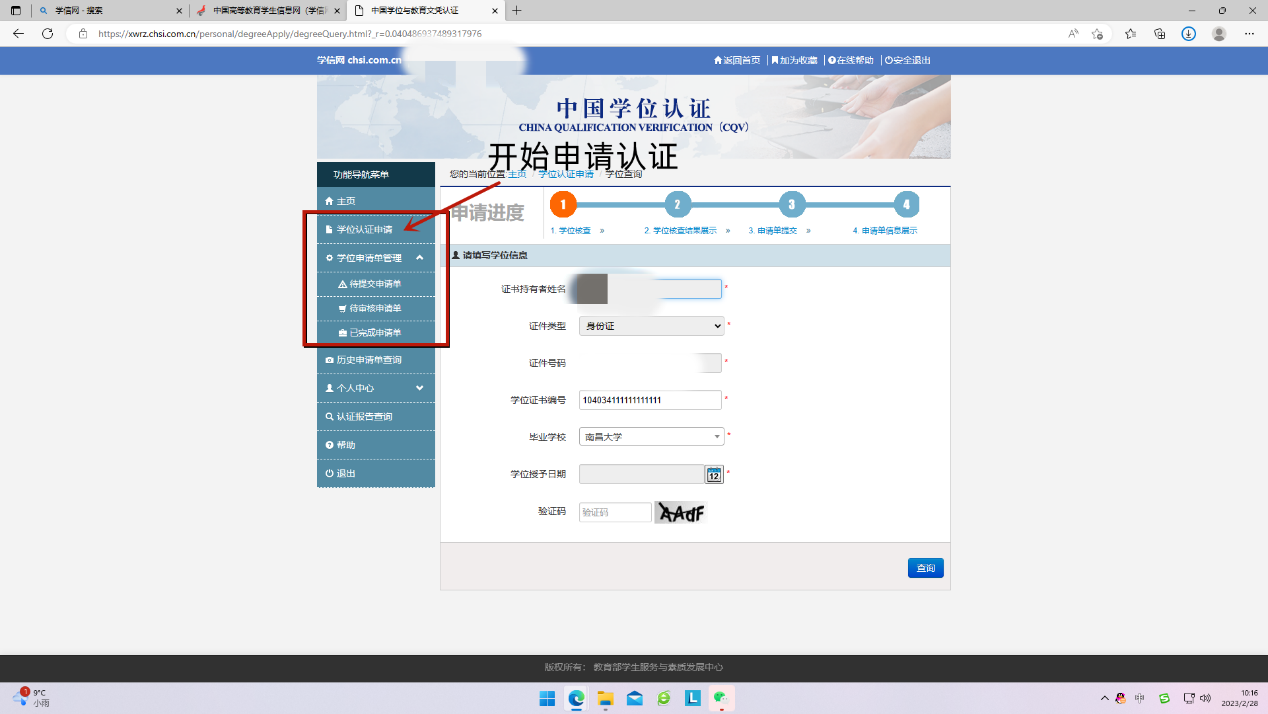 学信网 - 搜索
中国高等教育学生信息网（学信
中国学位与教育文凭认证
https://xwrz.chsi.com.cn/personal/degreeApply/degreeQuery.html?_r=0.040486937489317976
学信网 chsi.com.cn
返回首页 加为收藏 在线帮助 安全退出
中国学位认证
CHINA QUALIFICATION VERIFICATION（CQV）
开始申请认证
功能导航菜单
您的当前位置 主页 / 学位认证申请 / 学位查询
主页
学位认证申请
学位申请单管理
待提交申请单
待审核申请单
已完成申请单
历史申请单查询
个人中心
认证报告查询
帮助
退出
申请进度
1 2 3 4
1. 学位核查 »
2. 学位核查结果展示 »
3. 申请单提交 »
4. 申请单信息展示
请填写学位信息
证书持有者姓名 *
证件类型 身份证 *
证件号码 *
学位证书编号 104034111111111111 *
毕业学校 南昌大学 *
学位授予日期 12 *
验证码 验证码 AAdF
查询
版权所有： 教育部学生服务与素质发展中心
1
9°C
小雨
中
10:16
2023/2/28